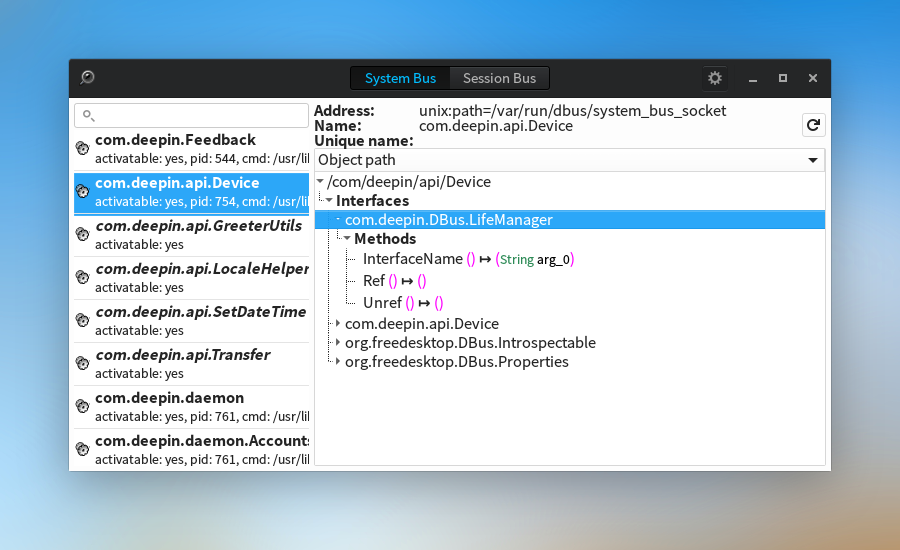 System Bus Session Bus
com.deepin.Feedback
activatable: yes, pid: 544, cmd: /usr/lil
com.deepin.api.Device
activatable: yes, pid: 754, cmd: /usr/lil
com.deepin.api.GreeterUtils
activatable: yes
com.deepin.api.LocaleHelper
activatable: yes
com.deepin.api.SetDateTime
activatable: yes
com.deepin.api.Transfer
activatable: yes
com.deepin.daemon
activatable: yes, pid: 761, cmd: /usr/lil
com.deepin.daemon.Accounts
activatable: yes, pid: 761, cmd: /usr/lil
Address: unix:path=/var/run/dbus/system_bus_socket
Name: com.deepin.api.Device
Unique name:
Object path
/com/deepin/api/Device
Interfaces
com.deepin.DBus.LifeManager
Methods
InterfaceName () ↦ (String arg_0)
Ref () ↦ ()
Unref () ↦ ()
com.deepin.api.Device
org.freedesktop.DBus.Introspectable
org.freedesktop.DBus.Properties